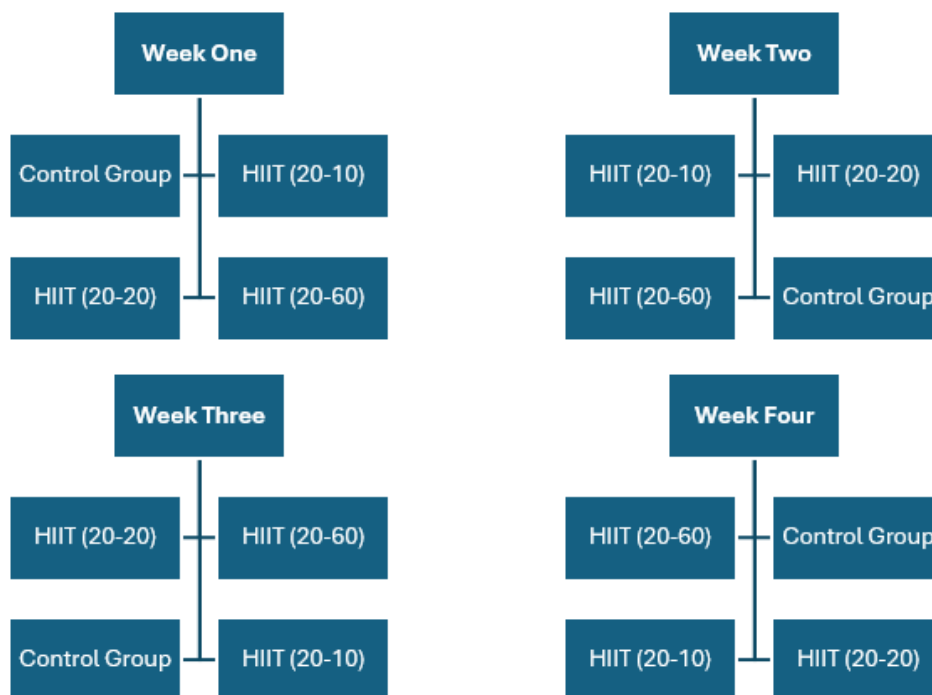 Week One
Control Group
HIIT (20-10)
HIIT (20-20)
HIIT (20-60)
Week Two
HIIT (20-10)
HIIT (20-20)
HIIT (20-60)
Control Group
Week Three
HIIT (20-20)
HIIT (20-60)
Control Group
HIIT (20-10)
Week Four
HIIT (20-60)
Control Group
HIIT (20-10)
HIIT (20-20)